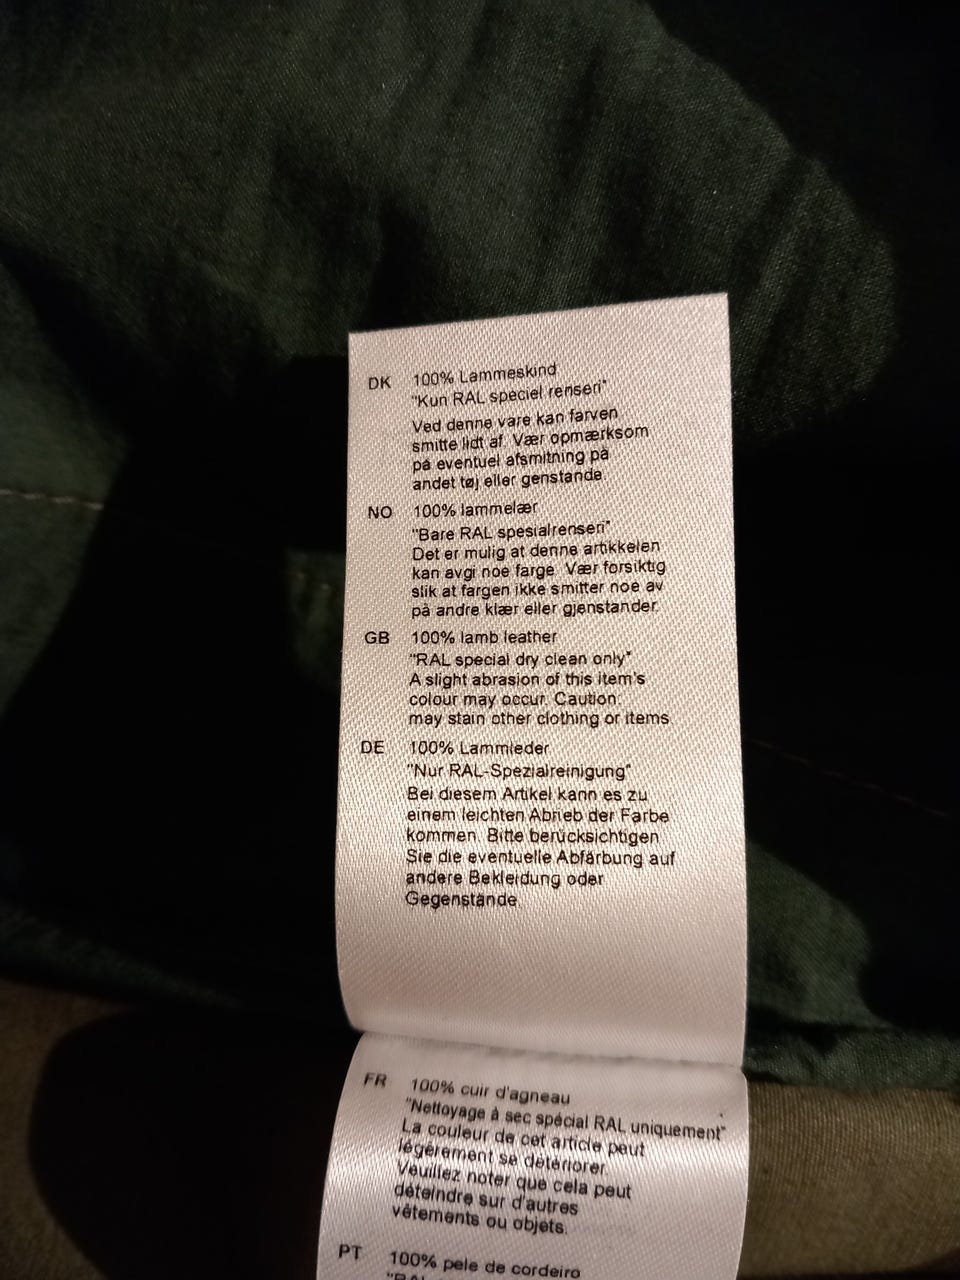 DK 100% Lammeskind
"Kun RAL speciel renseri"
Ved denne vare kan farven
smitte lidt af. Vær opmærksom
på eventuel afsmitning på
andet tøj eller genstande.
NO 100% lammelær
"Bare RAL spesialrenseri"
Det er mulig at denne artikkelen
kan avgi noe farge. Vær forsiktig
slik at fargen ikke smitter noe av
på andre klær eller gjenstander.
GB 100% lamb leather
"RAL special dry clean only"
A slight abrasion of this item's
colour may occur. Caution:
may stain other clothing or items.
DE 100% Lammleder
"Nur RAL-Spezialreinigung"
Bei diesem Artikel kann es zu
einem leichten Abrieb der Farbe
kommen. Bitte berücksichtigen
Sie die eventuelle Abfärbung auf
andere Bekleidung oder
Gegenstände.
FR 100% cuir d'agneau
"Nettoyage à sec spécial RAL uniquement"
La couleur de cet article peut
légèrement se détériorer.
Veuillez noter que cela peut
déteindre sur d'autres
vêtements ou objets.
PT 100% pele de cordeiro
"RAL